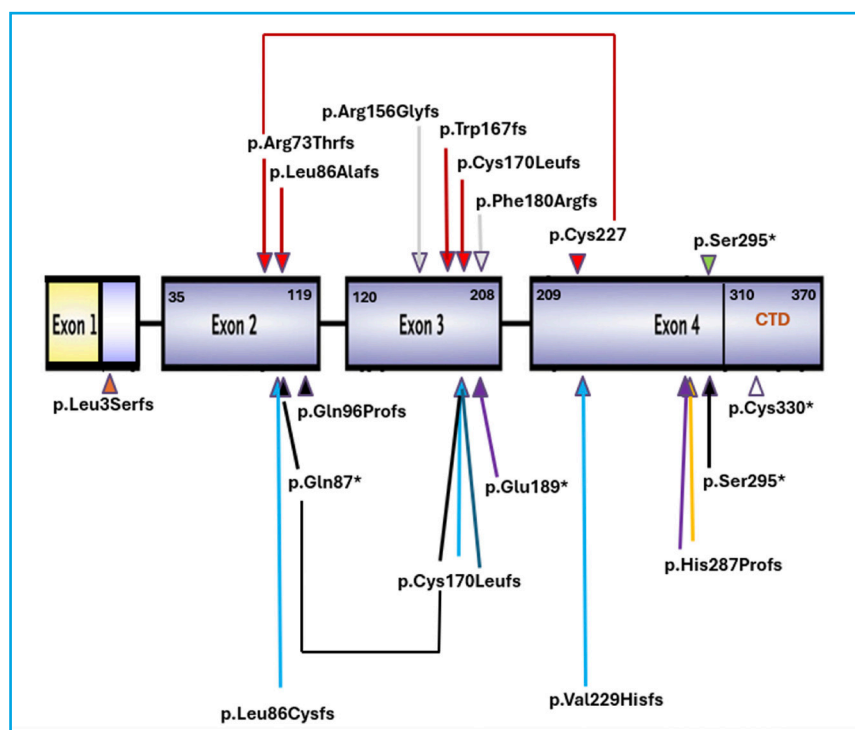 p.Arg156Glyfs
p.Trp167fs
p.Arg73Thrfs
p.Cys170Leufs
p.Leu86Alafs
p.Phe180Argfs
p.Cys227
p.Ser295*
35
119
120
208
209
310
370
Exon 1
Exon 2
Exon 3
Exon 4
CTD
p.Leu3Serfs
p.Gln96Profs
p.Cys330*
p.Gln87*
p.Glu189*
p.Ser295*
p.His287Profs
p.Cys170Leufs
p.Leu86Cysfs
p.Val229Hisfs